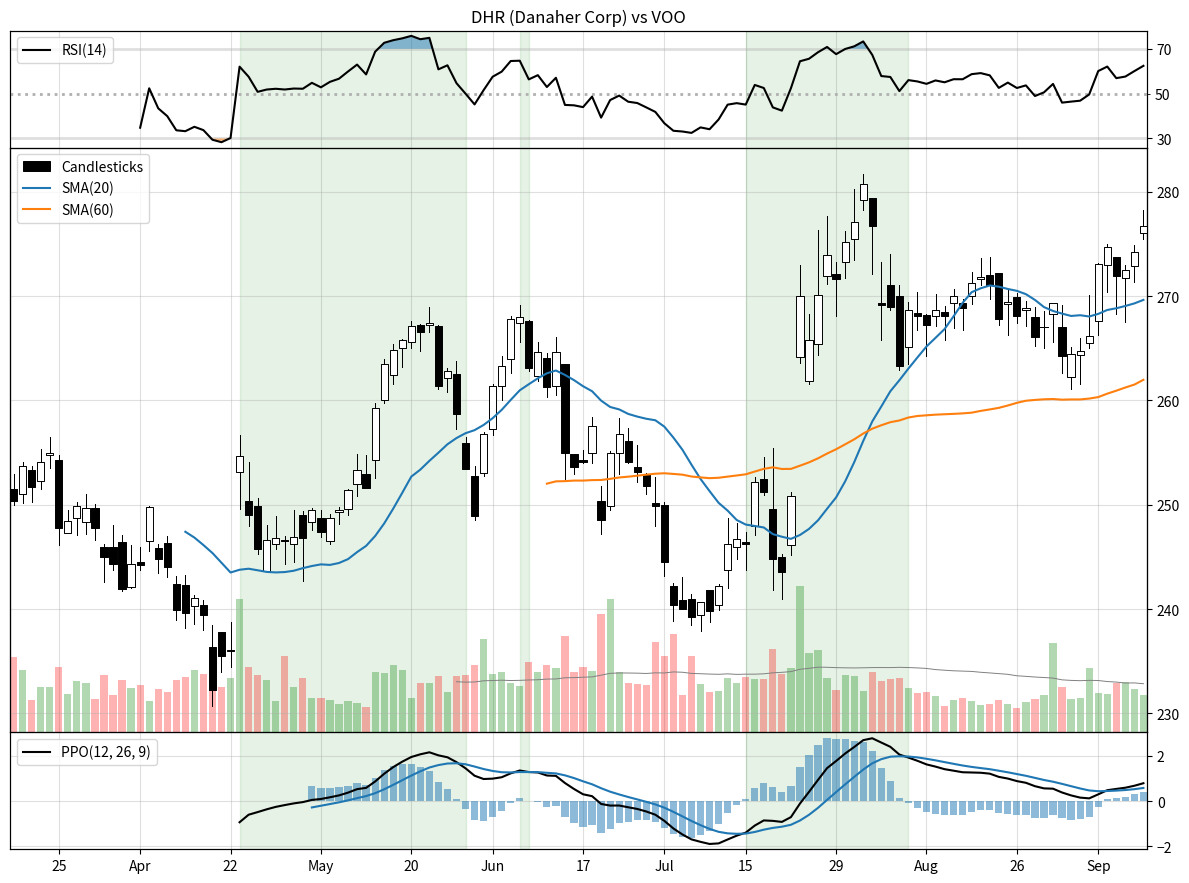 DHR (Danaher Corp) vs VOO
RSI(14)
70
50
30
Candlesticks
SMA(20)
SMA(60)
280
270
260
250
240
230
PPO(12, 26, 9)
2
0
−2
25 Apr 22 May 20 Jun 17 Jul 15 29 Aug 26 Sep